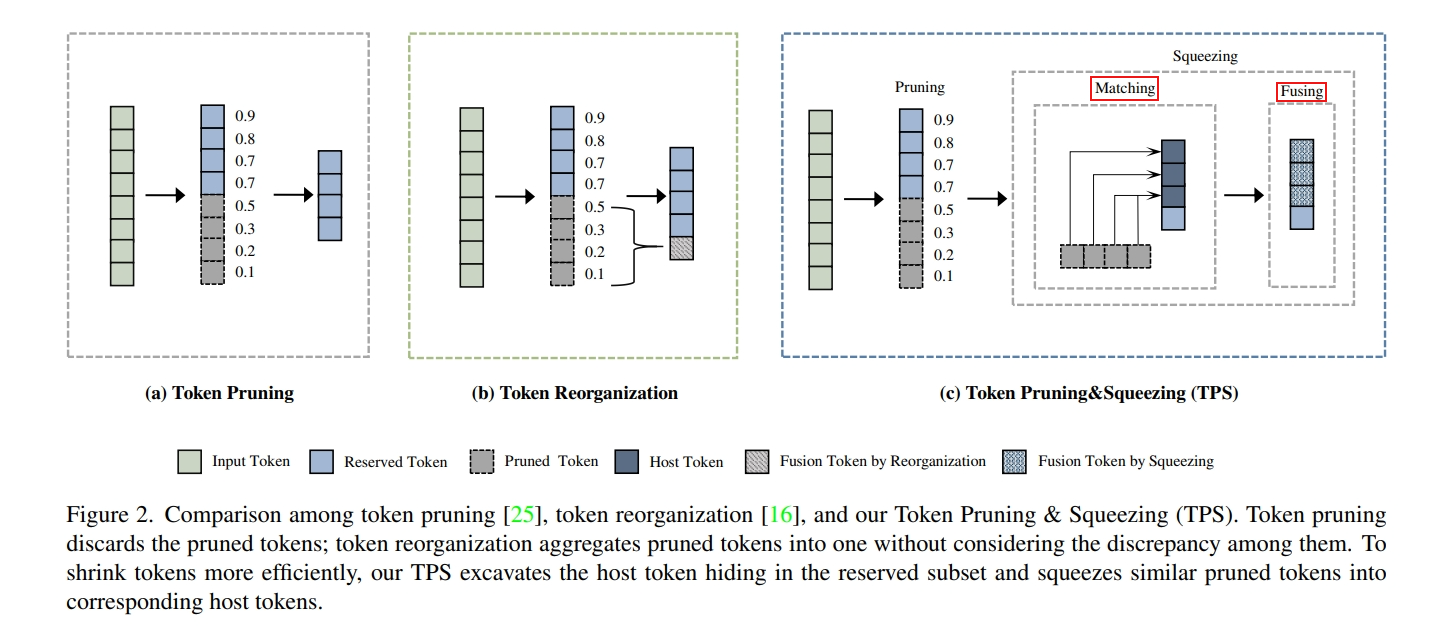 0.9
0.8
0.7
0.7
0.5
0.3
0.2
0.1
(a) Token Pruning
0.9
0.8
0.7
0.7
0.5
0.3
0.2
0.1
(b) Token Reorganization
Pruning
0.9
0.8
0.7
0.7
0.5
0.3
0.2
0.1
Squeezing
Matching
Fusing
(c) Token Pruning&Squeezing (TPS)
Input Token
Reserved Token
Pruned Token
Host Token
Fusion Token by Reorganization
Fusion Token by Squeezing
Figure 2. Comparison among token pruning [25], token reorganization [16], and our Token Pruning & Squeezing (TPS). Token pruning
discards the pruned tokens; token reorganization aggregates pruned tokens into one without considering the discrepancy among them. To
shrink tokens more efficiently, our TPS excavates the host token hiding in the reserved subset and squeezes similar pruned tokens into
corresponding host tokens.